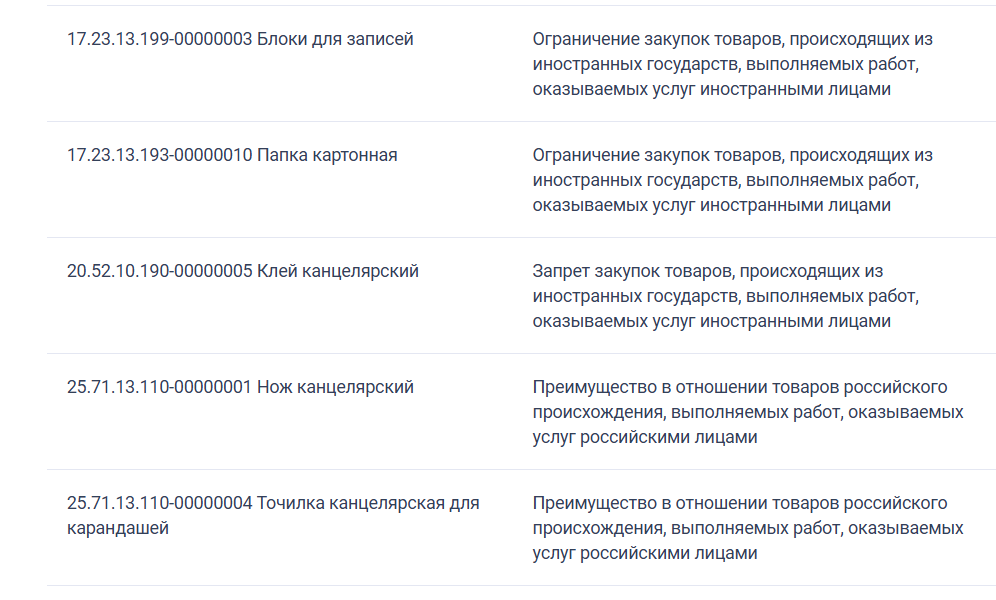 17.23.13.199-00000003 Блоки для записей
Ограничение закупок товаров, происходящих из
иностранных государств, выполняемых работ,
оказываемых услуг иностранными лицами
17.23.13.193-00000010 Папка картонная
Ограничение закупок товаров, происходящих из
иностранных государств, выполняемых работ,
оказываемых услуг иностранными лицами
20.52.10.190-00000005 Клей канцелярский
Запрет закупок товаров, происходящих из
иностранных государств, выполняемых работ,
оказываемых услуг иностранными лицами
25.71.13.110-00000001 Нож канцелярский
Преимущество в отношении товаров российского
происхождения, выполняемых работ, оказываемых
услуг российскими лицами
25.71.13.110-00000004 Точилка канцелярская для
карандашей
Преимущество в отношении товаров российского
происхождения, выполняемых работ, оказываемых
услуг российскими лицами